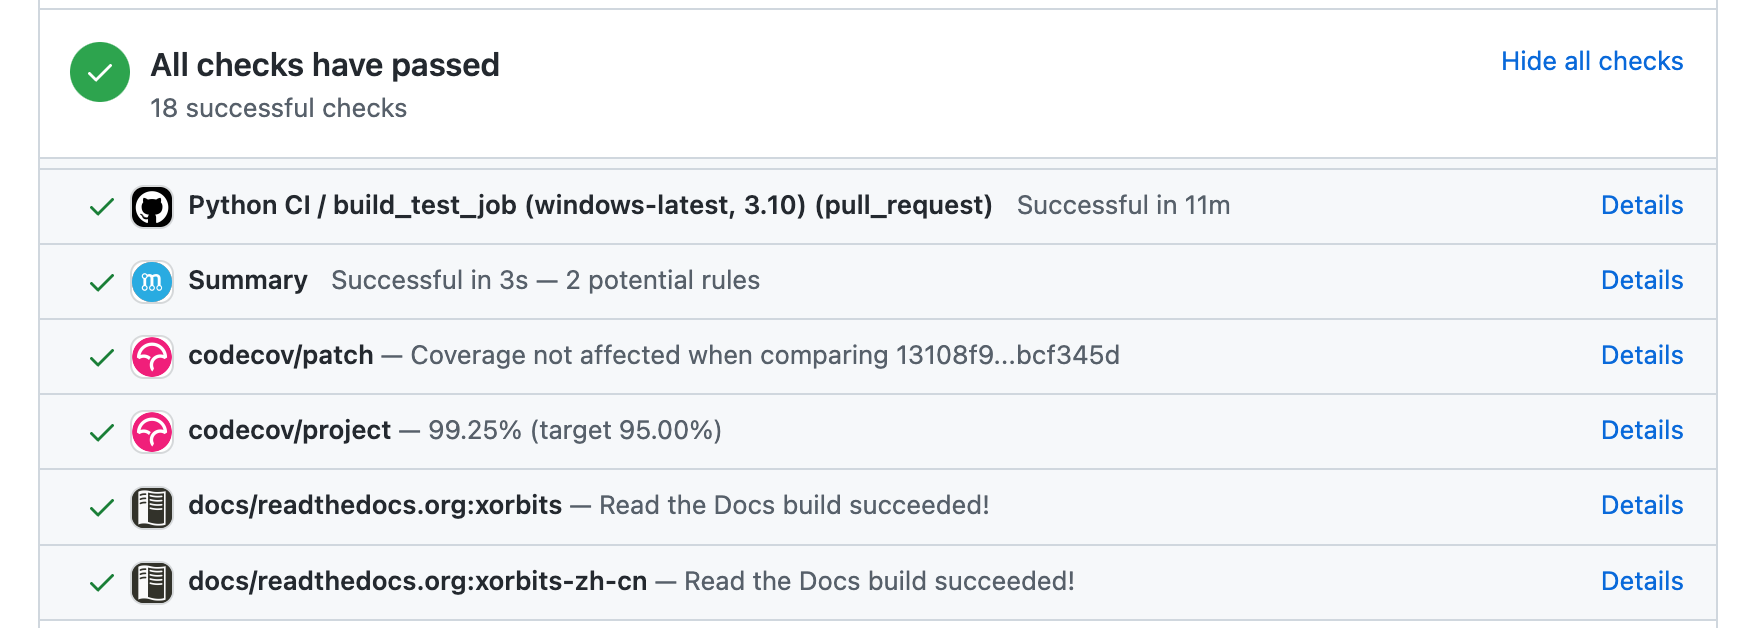 All checks have passed
Hide all checks
18 successful checks
Python CI / build_test_job (windows-latest, 3.10) (pull_request) Successful in 11m Details
Summary Successful in 3s — 2 potential rules Details
codecov/patch — Coverage not affected when comparing 13108f9...bcf345d Details
codecov/project — 99.25% (target 95.00%) Details
docs/readthedocs.org:xorbits — Read the Docs build succeeded! Details
docs/readthedocs.org:xorbits-zh-cn — Read the Docs build succeeded! Details